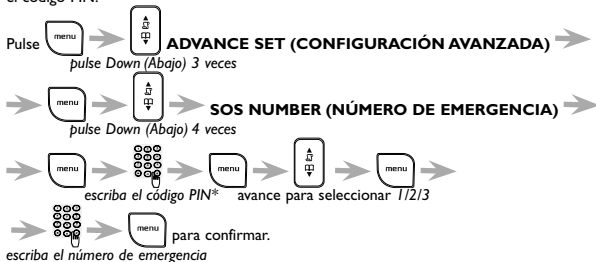 el código PIN.
Pulse menu ADVANCE SET (CONFIGURACIÓN AVANZADA)
pulse Down (Abajo) 3 veces
menu SOS NUMBER (NÚMERO DE EMERGENCIA)
pulse Down (Abajo) 4 veces
menu menu menu
escriba el código PIN* avance para seleccionar 1/2/3
menu para confirmar.
escriba el número de emergencia